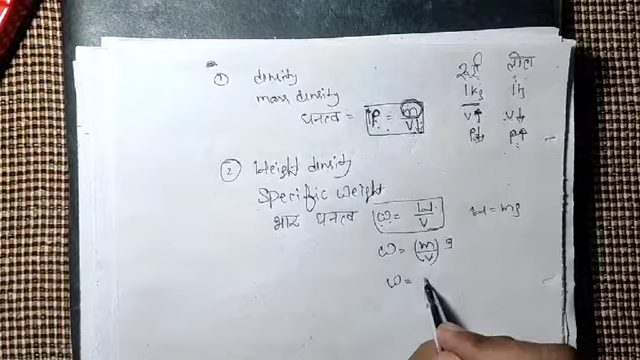 ① density
mass density
घनत्व = ρ = m/V↓
रूई लोहा
1kg 1kg
V↑ V↓
ρ↓ ρ↑
② Weight density
Specific weight
भार घनत्व ω = W/V W = mg
ω = (m/V) g
ω =